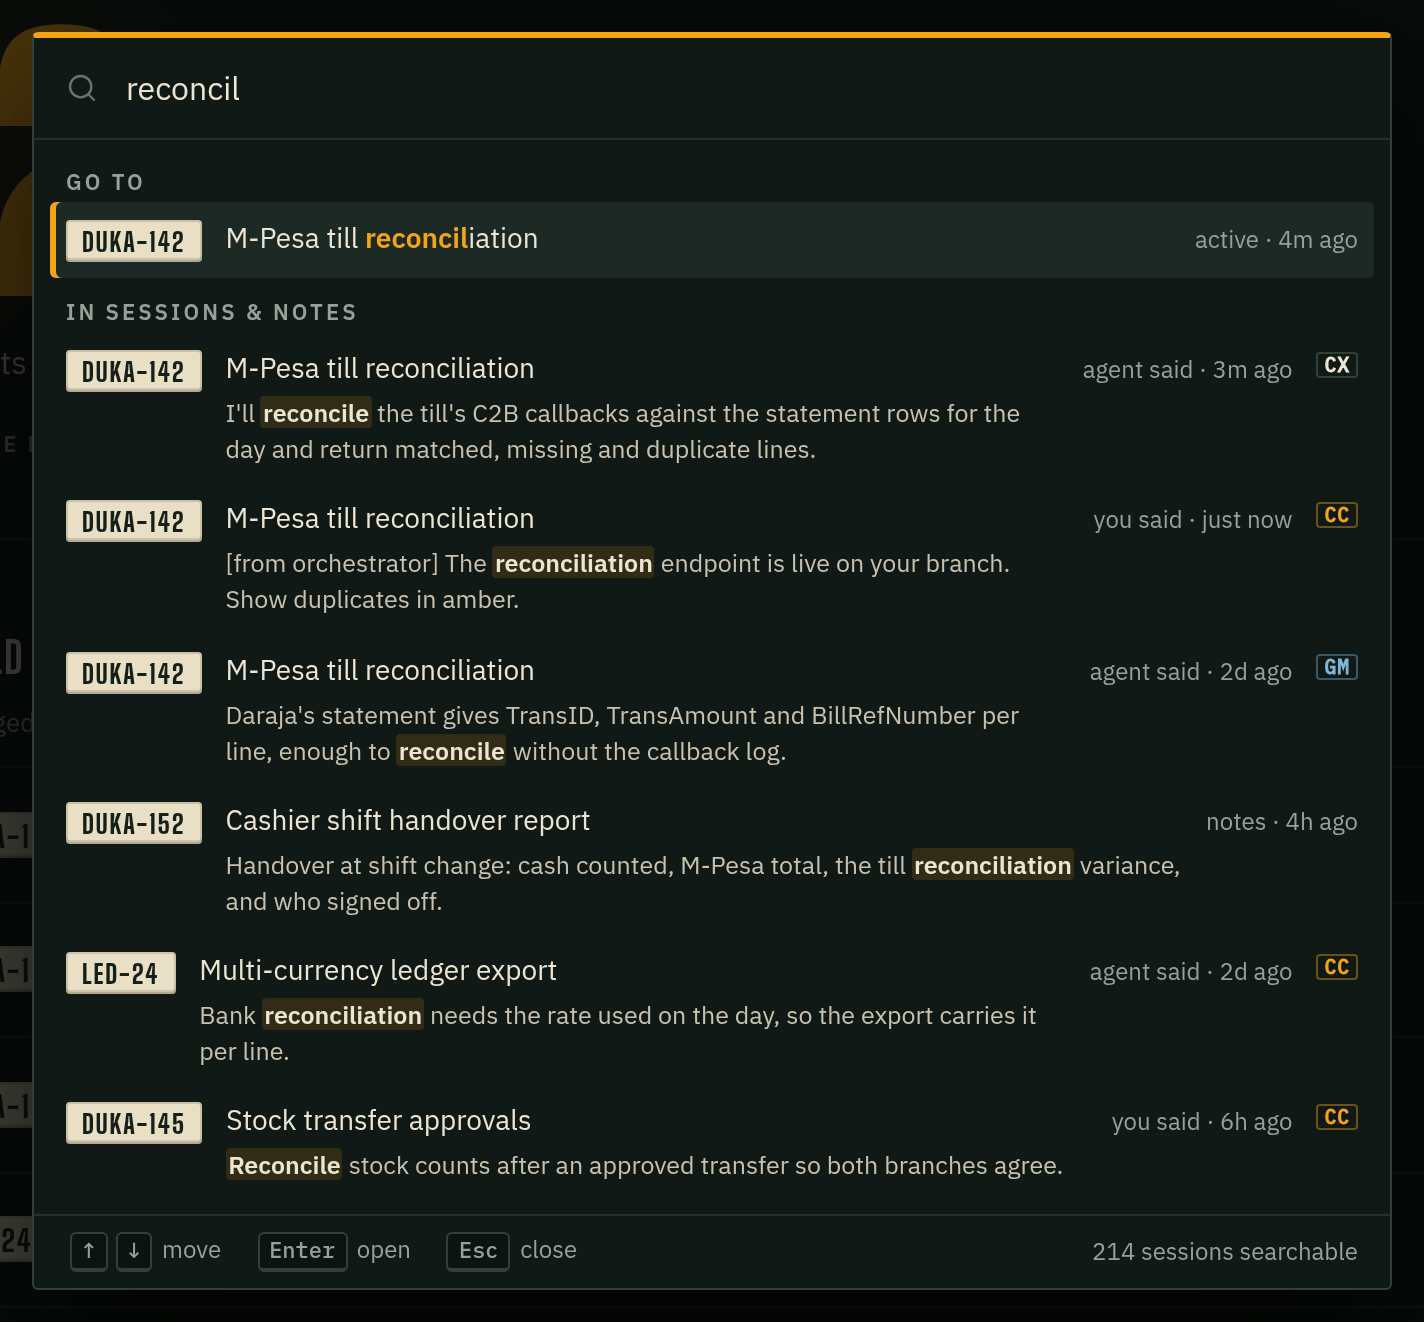 reconcil
GO TO
DUKA-142 M-Pesa till reconciliation active · 4m ago
IN SESSIONS & NOTES
DUKA-142 M-Pesa till reconciliation agent said · 3m ago CX
I'll reconcile the till's C2B callbacks against the statement rows for the
day and return matched, missing and duplicate lines.
DUKA-142 M-Pesa till reconciliation you said · just now CC
[from orchestrator] The reconciliation endpoint is live on your branch.
Show duplicates in amber.
DUKA-142 M-Pesa till reconciliation agent said · 2d ago GM
Daraja's statement gives TransID, TransAmount and BillRefNumber per
line, enough to reconcile without the callback log.
DUKA-152 Cashier shift handover report notes · 4h ago
Handover at shift change: cash counted, M-Pesa total, the till reconciliation variance,
and who signed off.
LED-24 Multi-currency ledger export agent said · 2d ago CC
Bank reconciliation needs the rate used on the day, so the export carries it
per line.
DUKA-145 Stock transfer approvals you said · 6h ago CC
Reconcile stock counts after an approved transfer so both branches agree.
↑ ↓ move Enter open Esc close 214 sessions searchable